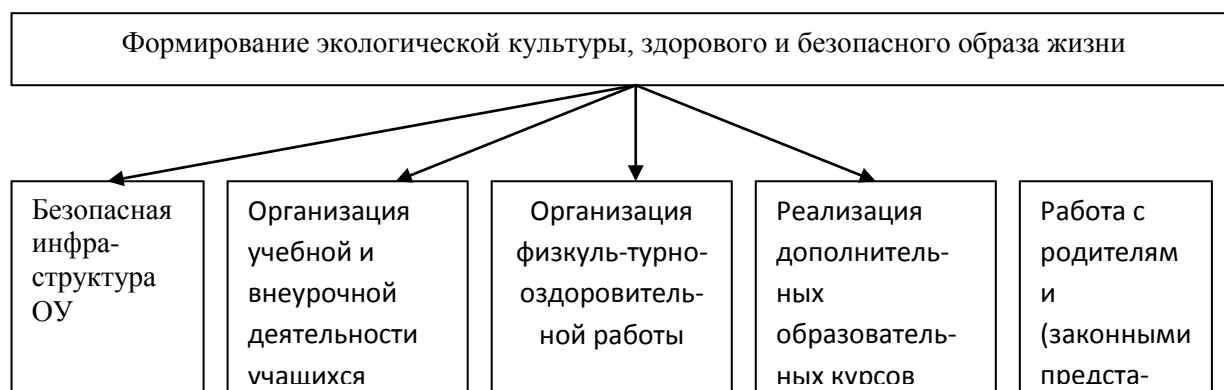 Формирование экологической культуры, здорового и безопасного образа жизни
Безопасная
инфра-
структура
ОУ
Организация
учебной и
внеурочной
деятельности
учащихся
Организация
физкуль-турно-
оздоровитель-
ной работы
Реализация
дополнитель-
ных
образователь-
ных курсов
Работа с
родителям
и
(законными
предста-